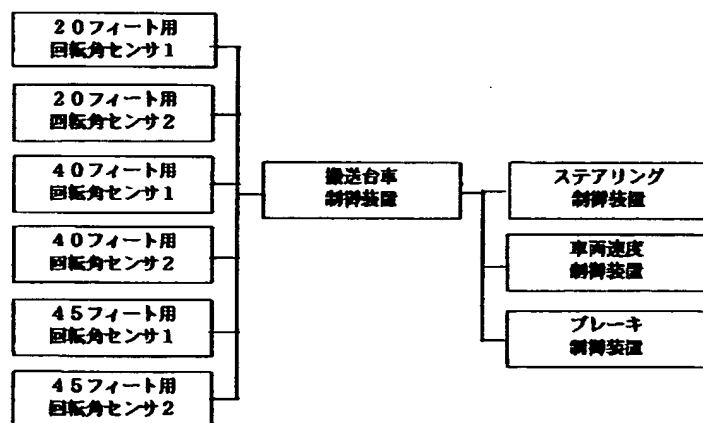 ２０フィート用
回転角センサ１
２０フィート用
回転角センサ２
４０フィート用
回転角センサ１
４０フィート用
回転角センサ２
４５フィート用
回転角センサ１
４５フィート用
回転角センサ２
搬送台車
制御装置
ステアリング
制御装置
車両速度
制御装置
ブレーキ
制御装置